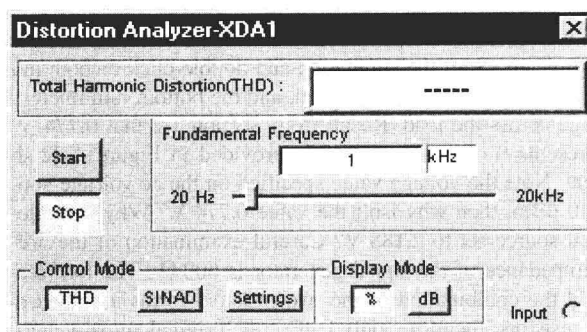 Distortion Analyzer-XDA1
Total Harmonic Distortion(THD) : -----
Fundamental Frequency
Start
1 kHz
Stop
20 Hz 20kHz
Control Mode
Display Mode
THD SINAD Settings % dB
Input